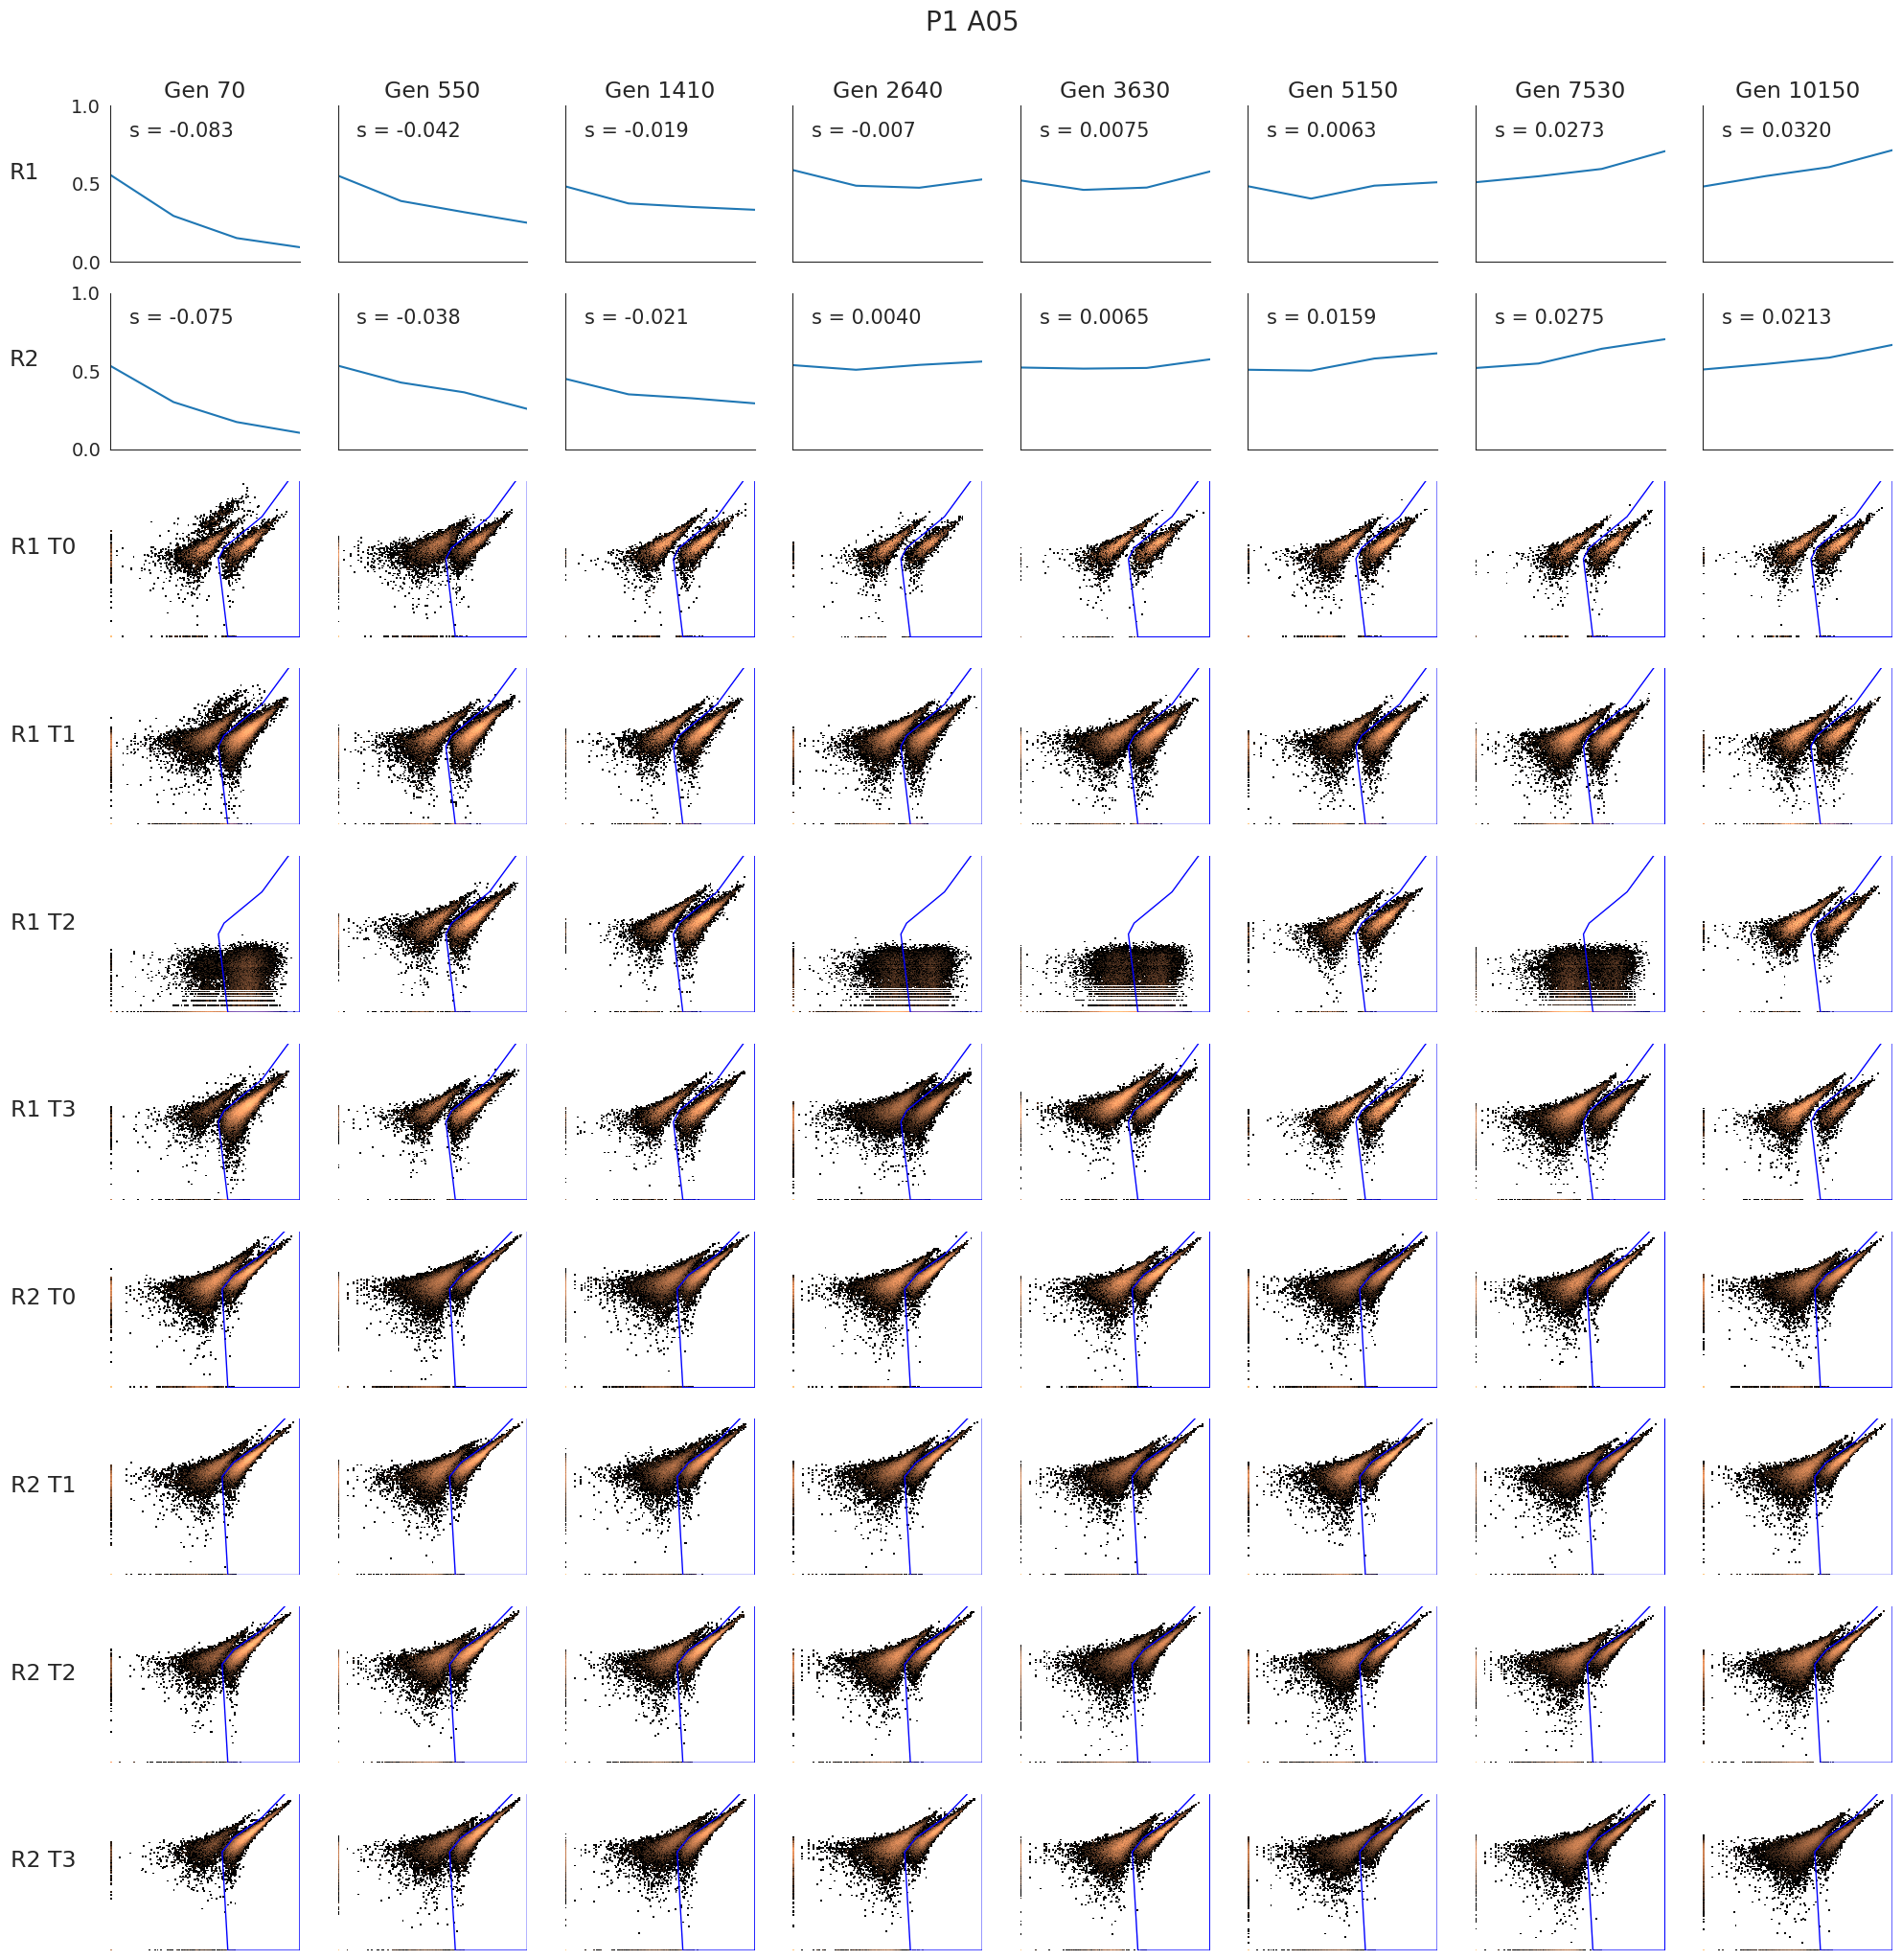 P1 A05
Gen 70 Gen 550 Gen 1410 Gen 2640 Gen 3630 Gen 5150 Gen 7530 Gen 10150
1.0
s = -0.083 s = -0.042 s = -0.019 s = -0.007 s = 0.0075 s = 0.0063 s = 0.0273 s = 0.0320
R1
0.5
0.0
1.0
s = -0.075 s = -0.038 s = -0.021 s = 0.0040 s = 0.0065 s = 0.0159 s = 0.0275 s = 0.0213
R2
0.5
0.0
R1 T0
R1 T1
R1 T2
R1 T3
R2 T0
R2 T1
R2 T2
R2 T3